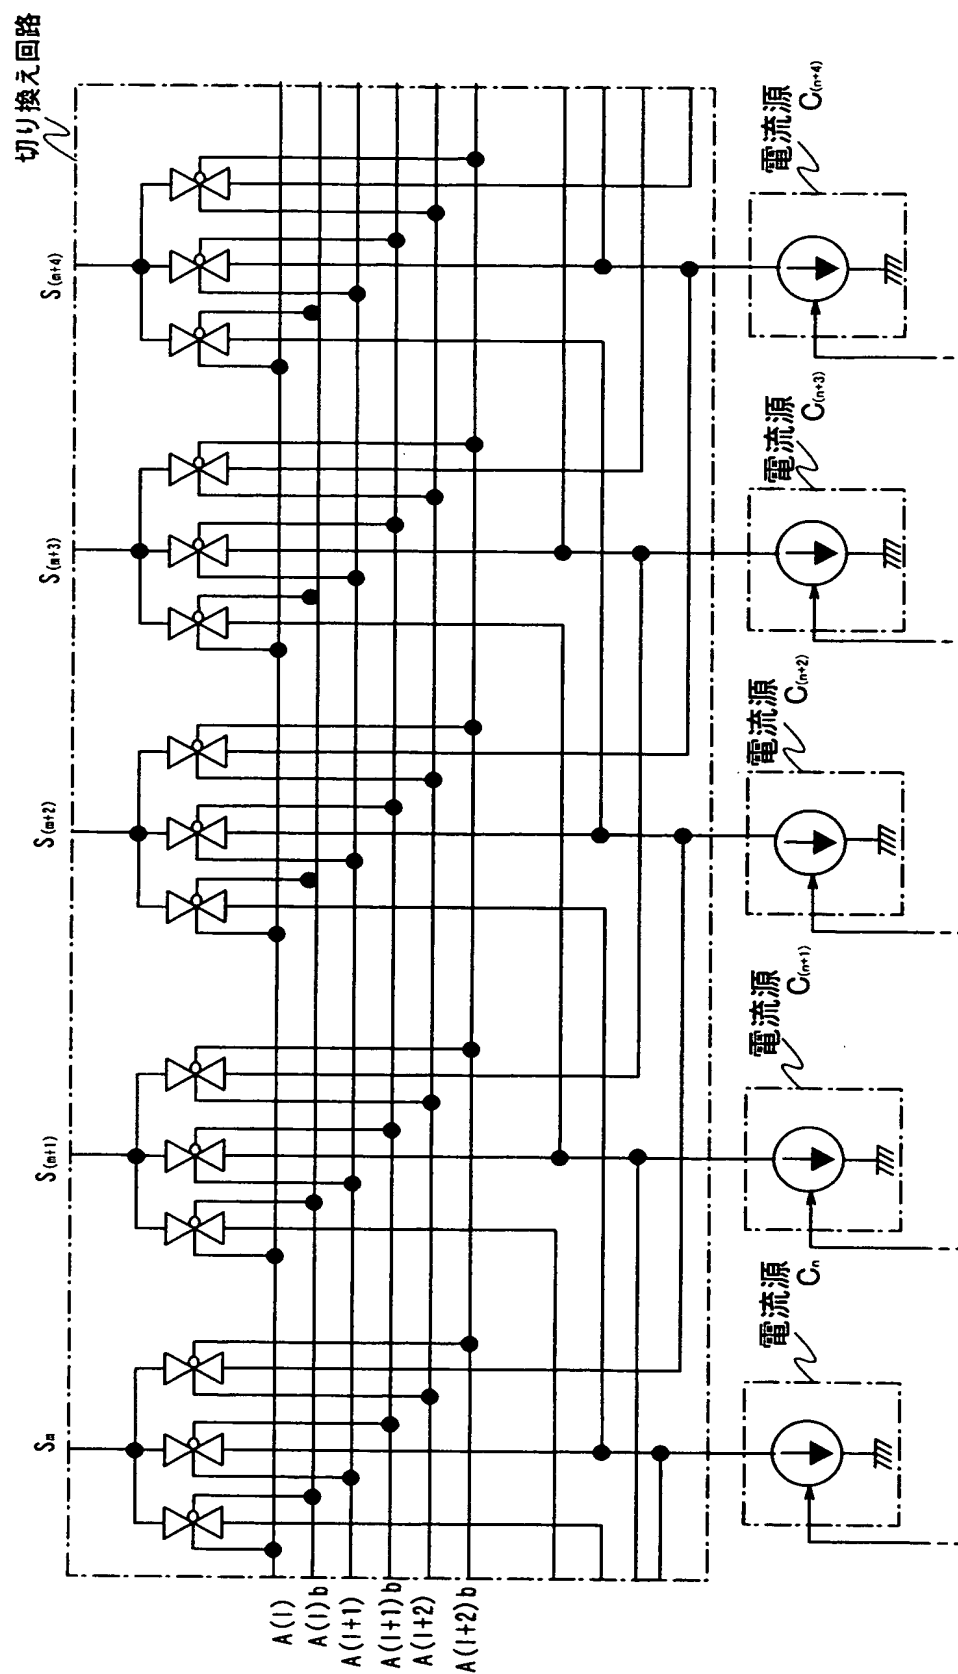 切り換え回路
Sm
S(m+1)
S(m+2)
S(m+3)
S(m+4)
A(l)
A(l)b
A(l+1)
A(l+1)b
A(l+2)
A(l+2)b
電流源
Cn
電流源
C(n+1)
電流源
C(n+2)
電流源
C(n+3)
電流源
C(n+4)